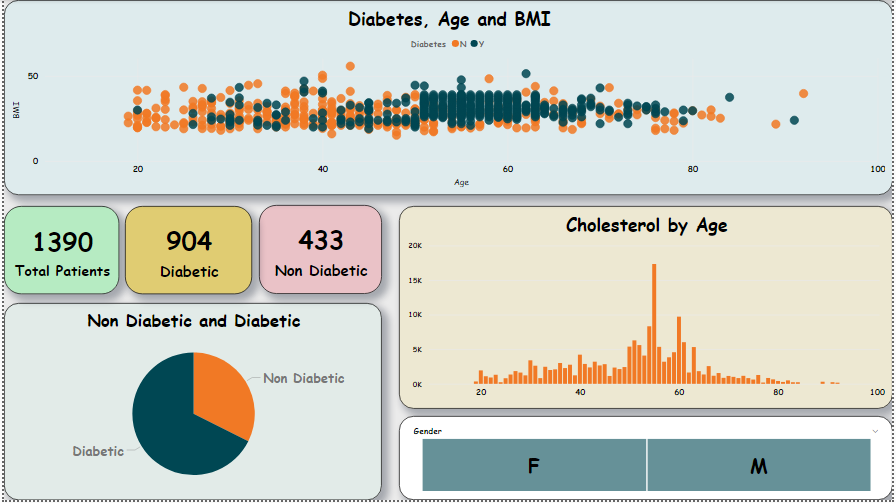 Diabetes, Age and BMI
Diabetes N Y
50
BMI
0
20 40 60 80 100
Age
1390
Total Patients
904
Diabetic
433
Non Diabetic
Cholesterol by Age
20K
15K
10K
5K
0K
20 40 60 80 100
Non Diabetic and Diabetic
Non Diabetic
Diabetic
Gender
F M